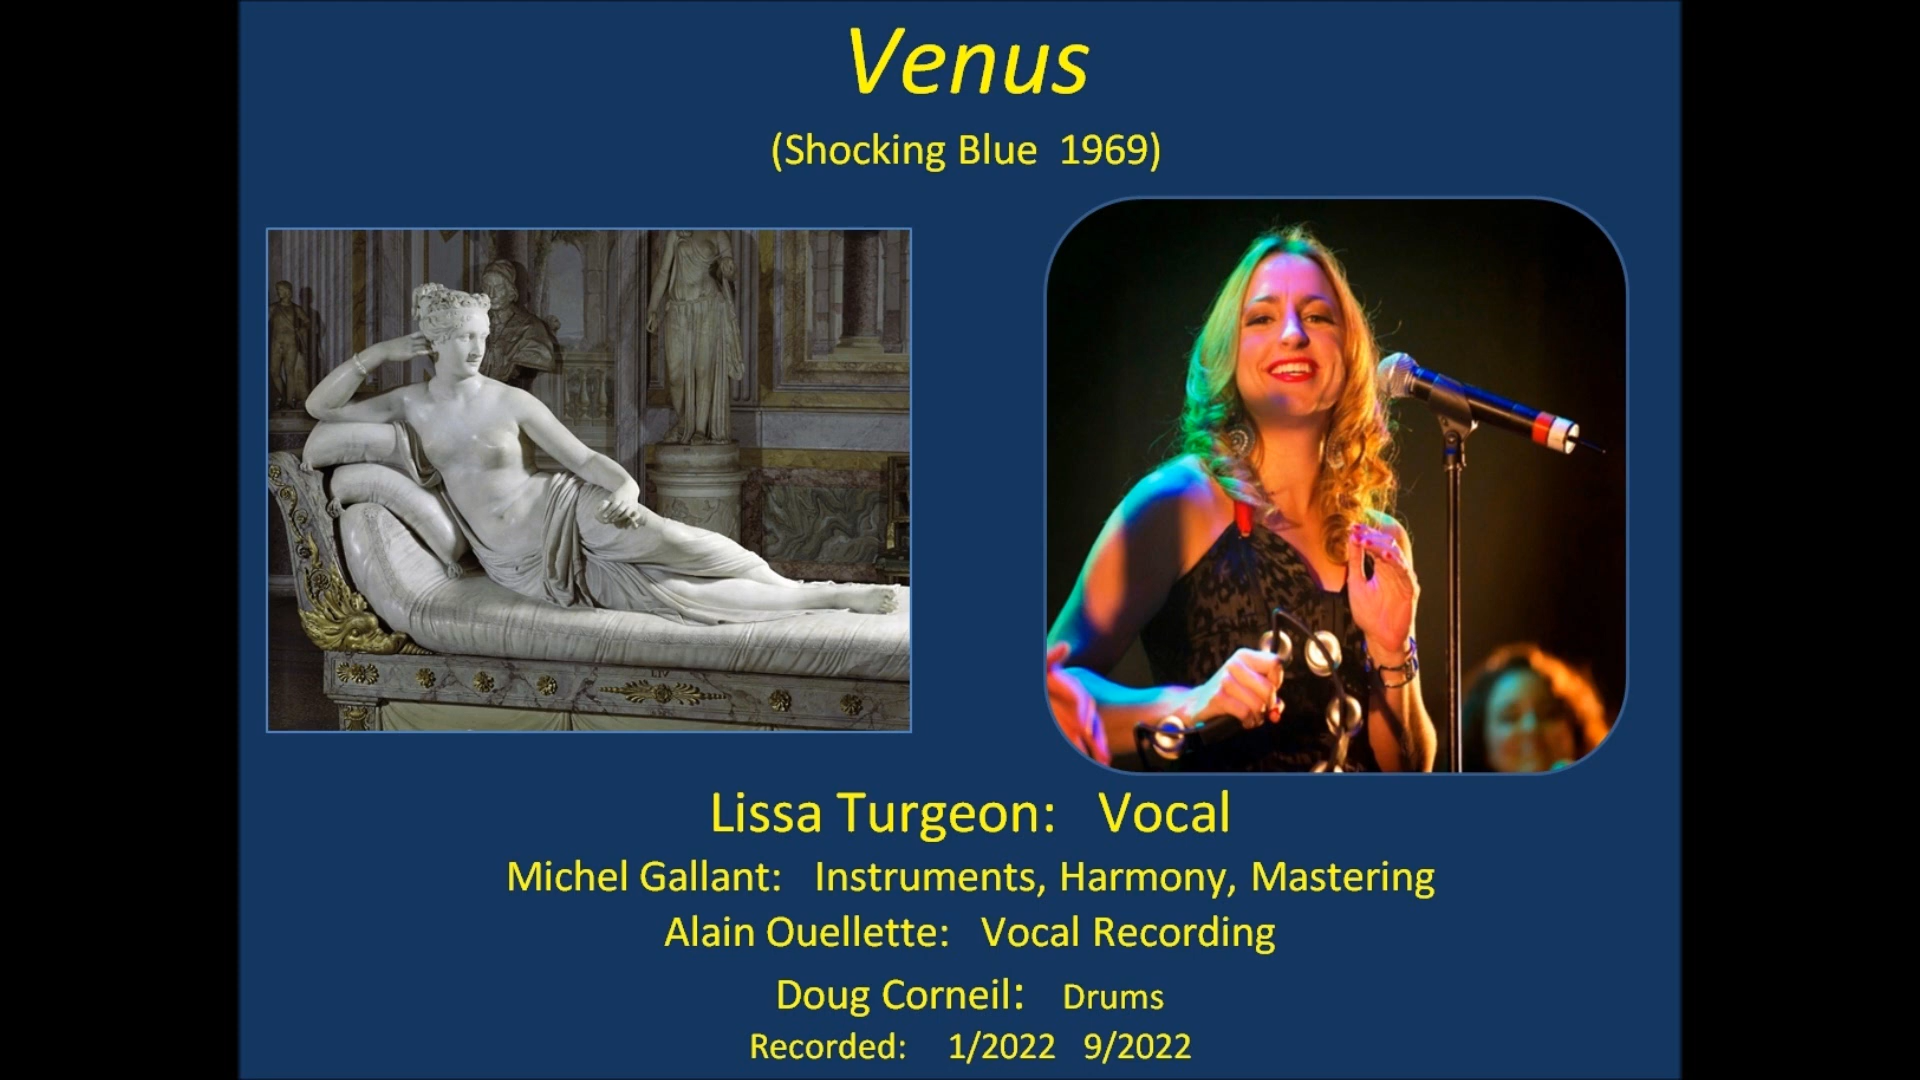 Venus
(Shocking Blue 1969)
Lissa Turgeon: Vocal
Michel Gallant: Instruments, Harmony, Mastering
Alain Ouellette: Vocal Recording
Doug Corneil: Drums
Recorded: 1/2022 9/2022